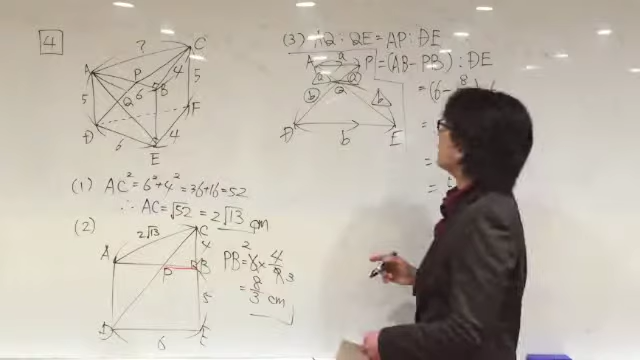 4
? C
A P 4
5 6 B 5
Q
D F
6 4
E
(1) AC² = 6² + 4² = 36 + 16 = 52
∴ AC = √52 = 2√13 cm
(2)
2√13 C
4
A P B
5
D 6 E
PB = 6 × 4/9
2 3
= 8/3 cm
(3) AQ : QE = AP : DE
= (AB - PB) : DE
= (6 - 8
=
=
=
A a P
a a
Q
b b
D b E